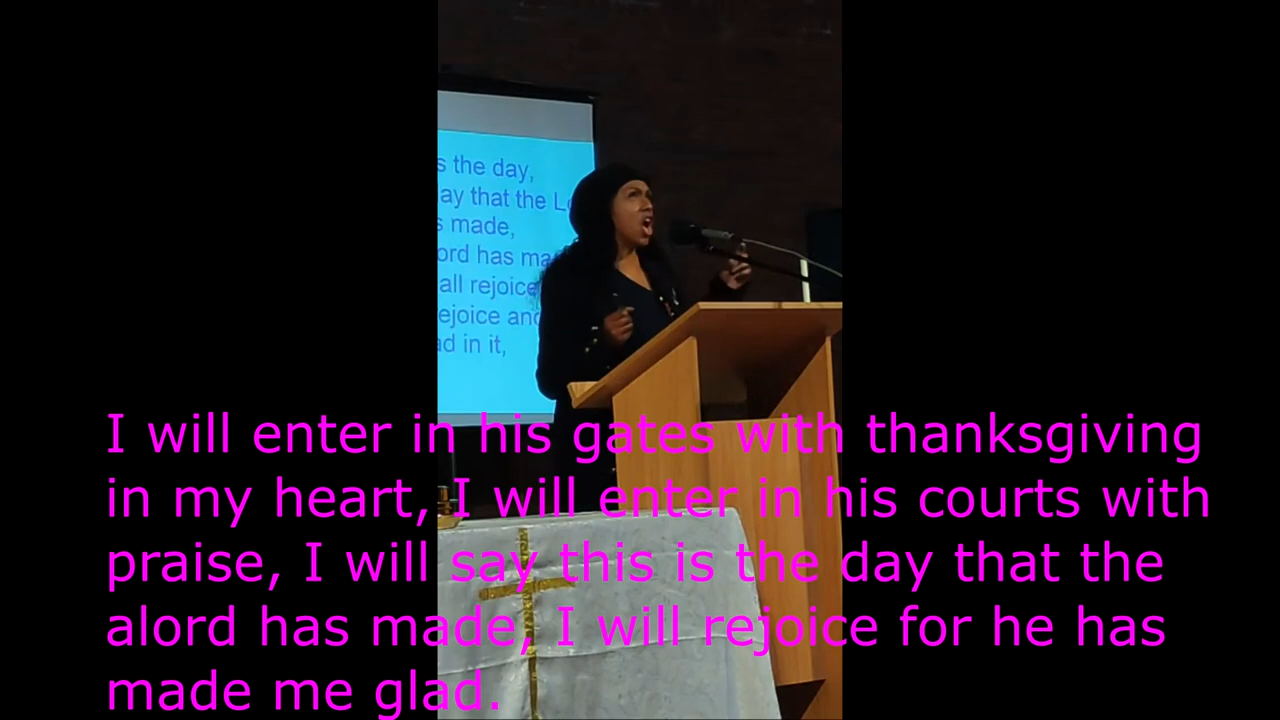 s the day,
ay that the L
s made,
ord has ma
all rejoice
ejoice and
ad in it,
I will enter in his gates with thanksgiving
in my heart, I will enter in his courts with
praise, I will say this is the day that the
alord has made, I will rejoice for he has
made me glad.